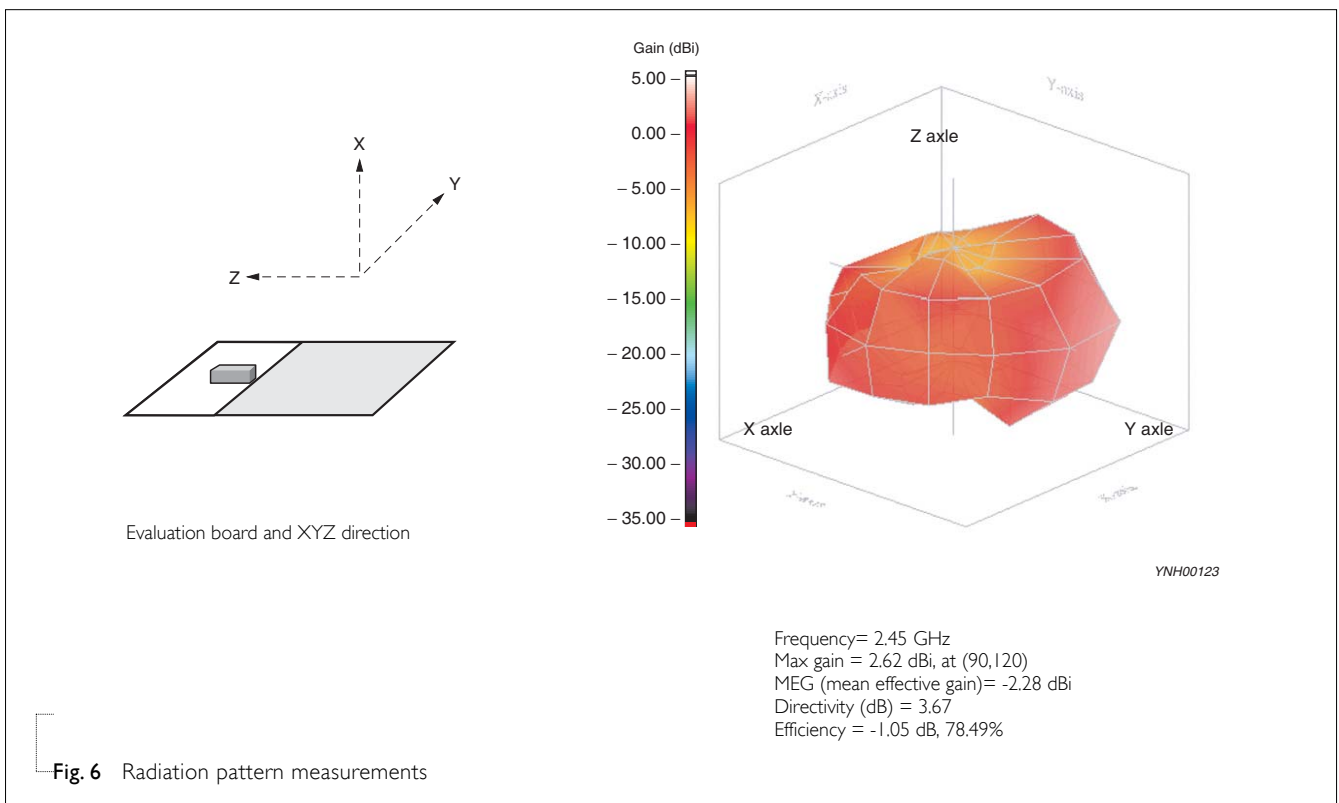 Gain (dBi)
5.00 –
0.00 –
– 5.00 –
– 10.00 –
– 15.00 –
– 20.00 –
– 25.00 –
– 30.00 –
– 35.00 –
X
Y
Z
Evaluation board and XYZ direction
X-axis
Y-axis
Z axle
X axle
Y axle
X-axis
YNH00123
Frequency= 2.45 GHz
Max gain = 2.62 dBi, at (90,120)
MEG (mean effective gain)= -2.28 dBi
Directivity (dB) = 3.67
Efficiency = -1.05 dB, 78.49%
Fig. 6 Radiation pattern measurements